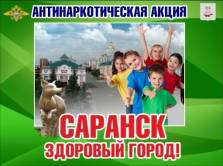 АНТИНАРКОТИЧЕСКАЯ АКЦИЯ
САРАНСК
ЗДОРОВЫЙ ГОРОД!